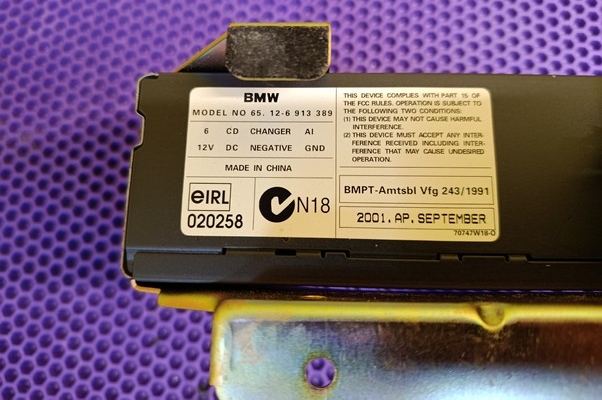 BMW
MODEL NO 65. 12-6 913 389
6 CD CHANGER AI
12V DC NEGATIVE GND
MADE IN CHINA
eIRL
020258
N18
THIS DEVICE COMPLIES WITH PART 15 OF
THE FCC RULES. OPERATION IS SUBJECT TO
THE FOLLOWING TWO CONDITIONS:
(1) THIS DEVICE MAY NOT CAUSE HARMFUL
INTERFERENCE.
(2) THIS DEVICE MUST ACCEPT ANY INTER-
FERENCE RECEIVED INCLUDING INTER-
FERENCE THAT MAY CAUSE UNDESIRED
OPERATION.
BMPT-Amtsbl Vfg 243/1991
2001.AP.SEPTEMBER
70747W18-O